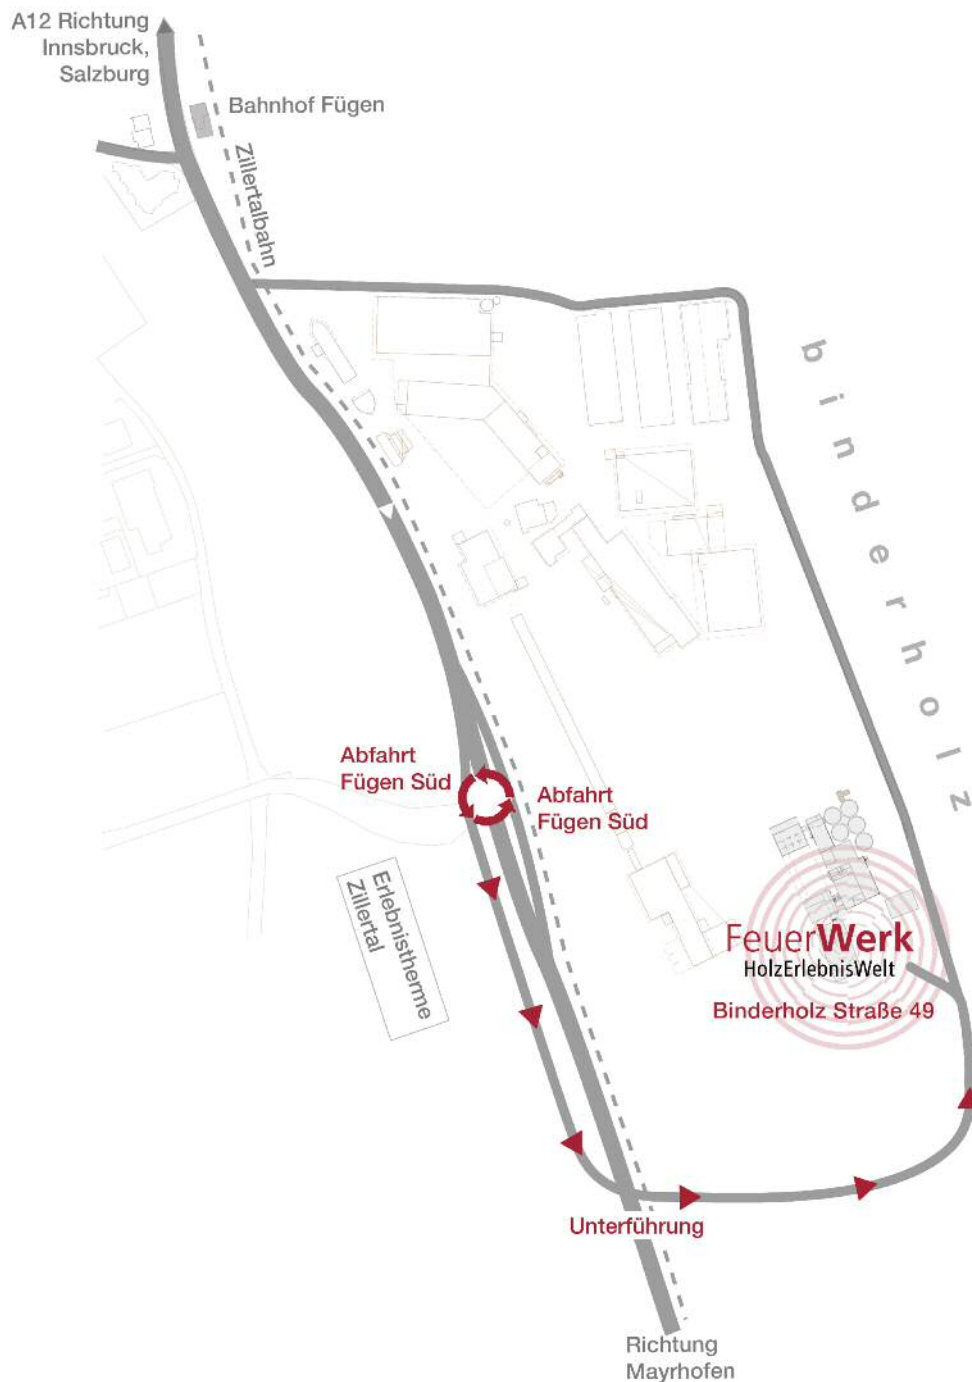 A12 Richtung
Innsbruck,
Salzburg
Bahnhof Fügen
Zillertalbahn
binderholz
Abfahrt
Fügen Süd
Abfahrt
Fügen Süd
Erlebnistherme
Zillertal
FeuerWerk
HolzErlebnisWelt
Binderholz Straße 49
Unterführung
Richtung
Mayrhofen